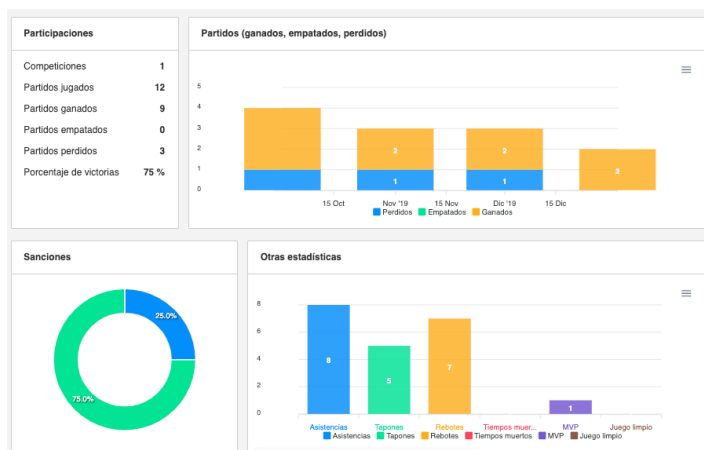 Participaciones
Competiciones 1
Partidos jugados 12
Partidos ganados 9
Partidos empatados 0
Partidos perdidos 3
Porcentaje de victorias 75 %
Partidos (ganados, empatados, perdidos)
5
4
3
2
1
0
2
2
2
1
1
15 Oct Nov '19 15 Nov Dic '19 15 Dic
Perdidos Empatados Ganados
Sanciones
25.0%
75.0%
Otras estadísticas
8
6
4
2
0
8
5
7
1
Asistencias Tapones Rebotes Tiempos muer... MVP Juego limpio
Asistencias Tapones Rebotes Tiempos muertos MVP Juego limpio